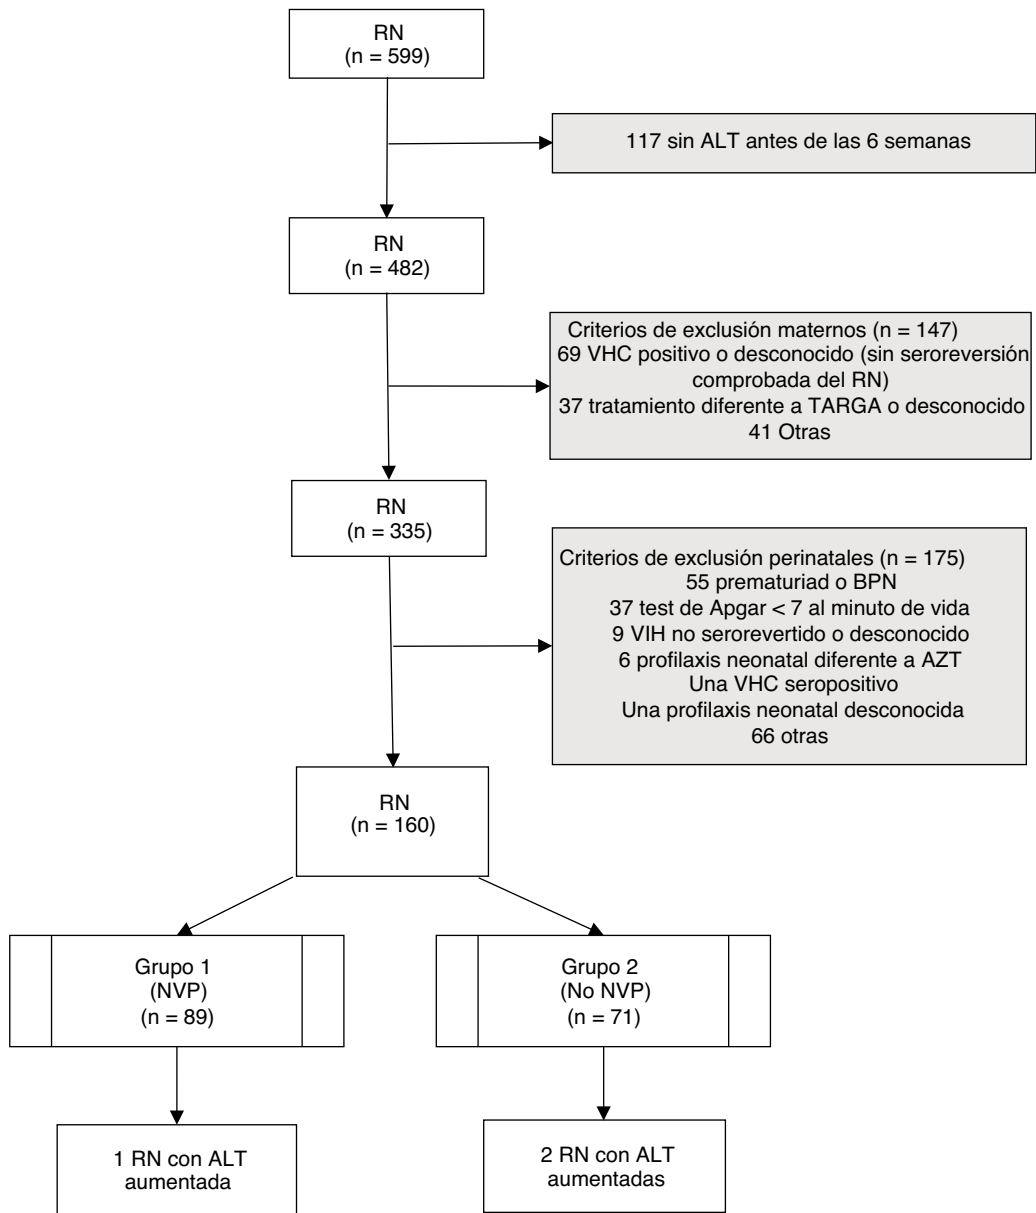 RN
(n = 599)
117 sin ALT antes de las 6 semanas
RN
(n = 482)
Criterios de exclusión maternos (n = 147)
69 VHC positivo o desconocido (sin seroreversión
comprobada del RN)
37 tratamiento diferente a TARGA o desconocido
41 Otras
RN
(n = 335)
Criterios de exclusión perinatales (n = 175)
55 prematuriad o BPN
37 test de Apgar < 7 al minuto de vida
9 VIH no serorevertido o desconocido
6 profilaxis neonatal diferente a AZT
Una VHC seropositivo
Una profilaxis neonatal desconocida
66 otras
RN
(n = 160)
Grupo 1
(NVP)
(n = 89)
Grupo 2
(No NVP)
(n = 71)
1 RN con ALT
aumentada
2 RN con ALT
aumentadas